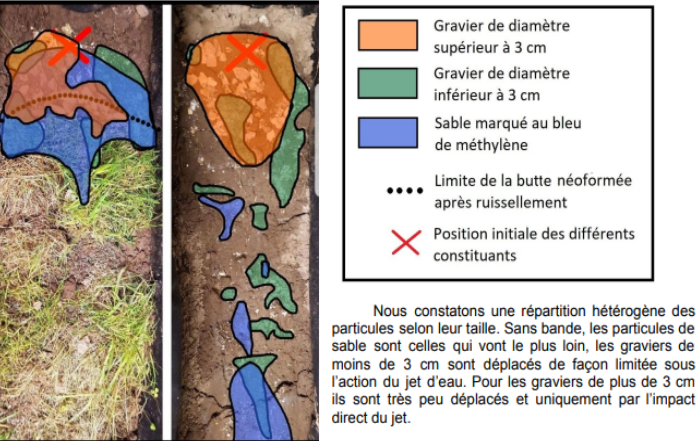 Gravier de diamètre
supérieur à 3 cm
Gravier de diamètre
inférieur à 3 cm
Sable marqué au bleu
de méthylène
Limite de la butte néoformée
après ruissellement
Position initiale des différents
constituants
Nous constatons une répartition hétérogène des
particules selon leur taille. Sans bande, les particules de
sable sont celles qui vont le plus loin, les graviers de
moins de 3 cm sont déplacés de façon limitée sous
l'action du jet d'eau. Pour les graviers de plus de 3 cm
ils sont très peu déplacés et uniquement par l'impact
direct du jet.